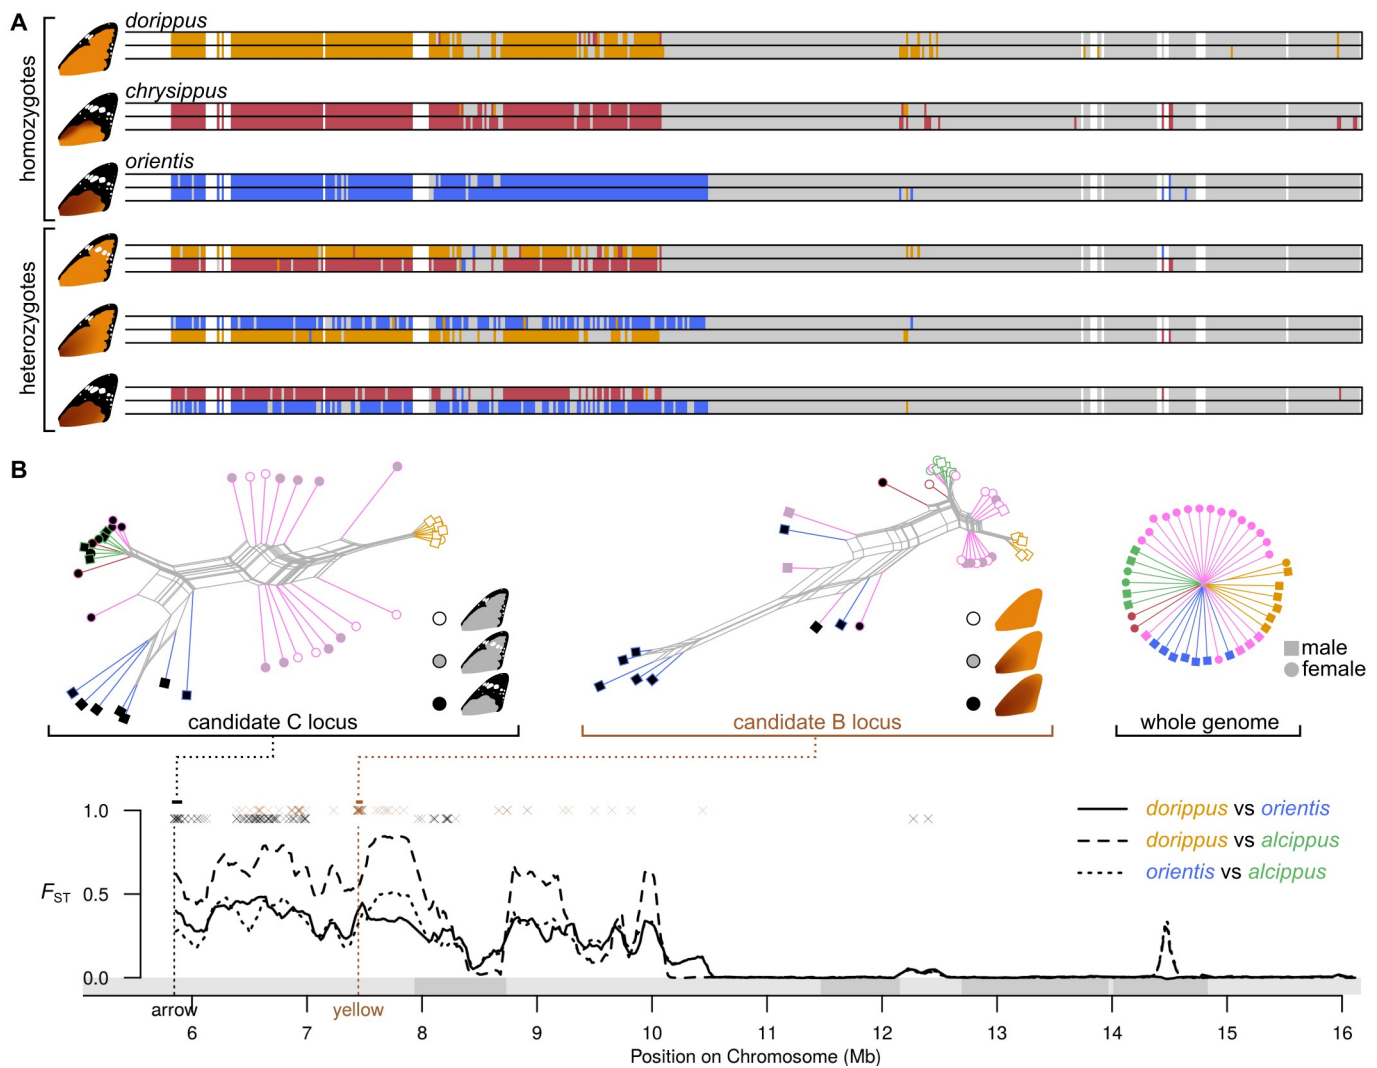 A
homozygotes
dorippus
chrysippus
orientis
heterozygotes
B
male
female
candidate C locus
candidate B locus
whole genome
1.0
0.5
0.0
FST
dorippus vs orientis
dorippus vs alcippus
orientis vs alcippus
arrow
yellow
6 7 8 9 10 11 12 13 14 15 16
Position on Chromosome (Mb)